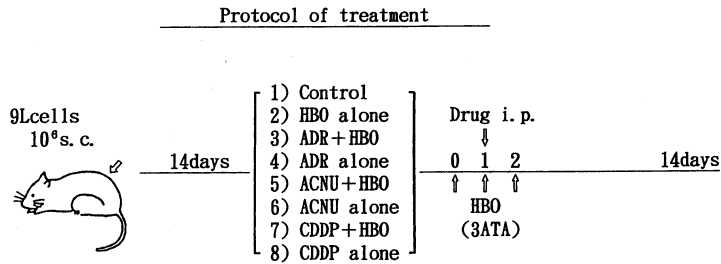 Protocol of treatment
9Lcells
10⁶s.c.
14days
1) Control
2) HBO alone
3) ADR+HBO
4) ADR alone
5) ACNU+HBO
6) ACNU alone
7) CDDP+HBO
8) CDDP alone
Drug i.p.
0 1 2
HBO
(3ATA)
14days